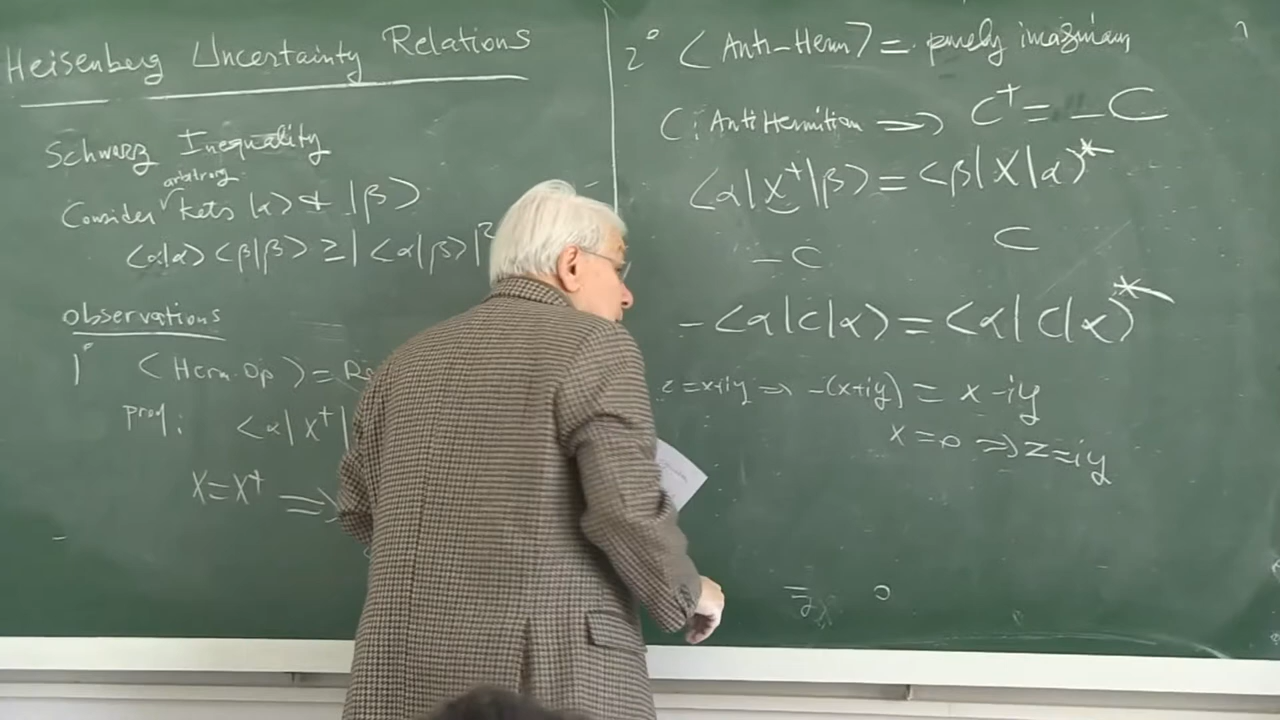 Heisenberg Uncertainty Relations
Schwarz Inequality
arbitrary
Consider kets |α> & |β>
<α|α> <β|β> ≥ |<α|β>|²
observations
1° <Herm. Op> = Re
proof: <α|X†|
X=X† ⟹
2° <Anti-Herm> = purely imaginary
C: AntiHermitian ⟹ C† = -C
<α|X†|β> = <β|X|α>*
-C C
-<α|C|α> = <α|C|α>*
z=x+iy ⟹ -(x+iy) = x-iy
x=0 ⟹ z=iy